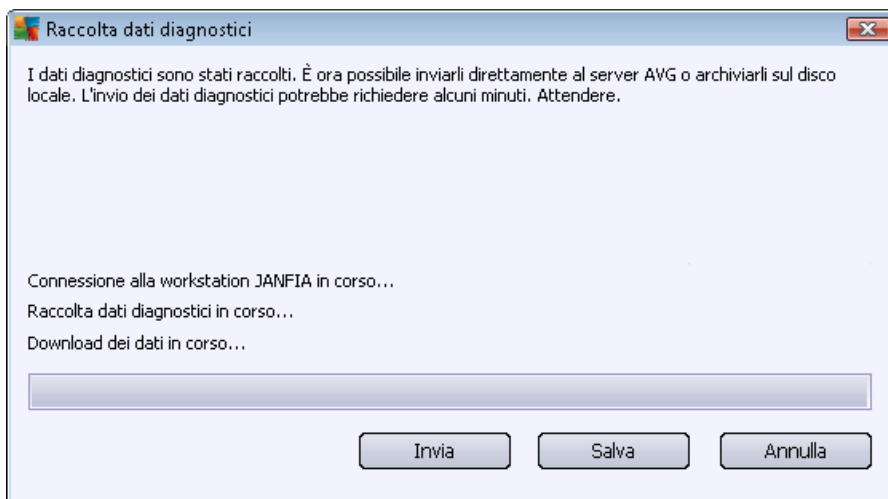 Raccolta dati diagnostici
I dati diagnostici sono stati raccolti. È ora possibile inviarli direttamente al server AVG o archiviarli sul disco
locale. L'invio dei dati diagnostici potrebbe richiedere alcuni minuti. Attendere.
Connessione alla workstation JANFIA in corso...
Raccolta dati diagnostici in corso...
Download dei dati in corso...
Invia Salva Annulla